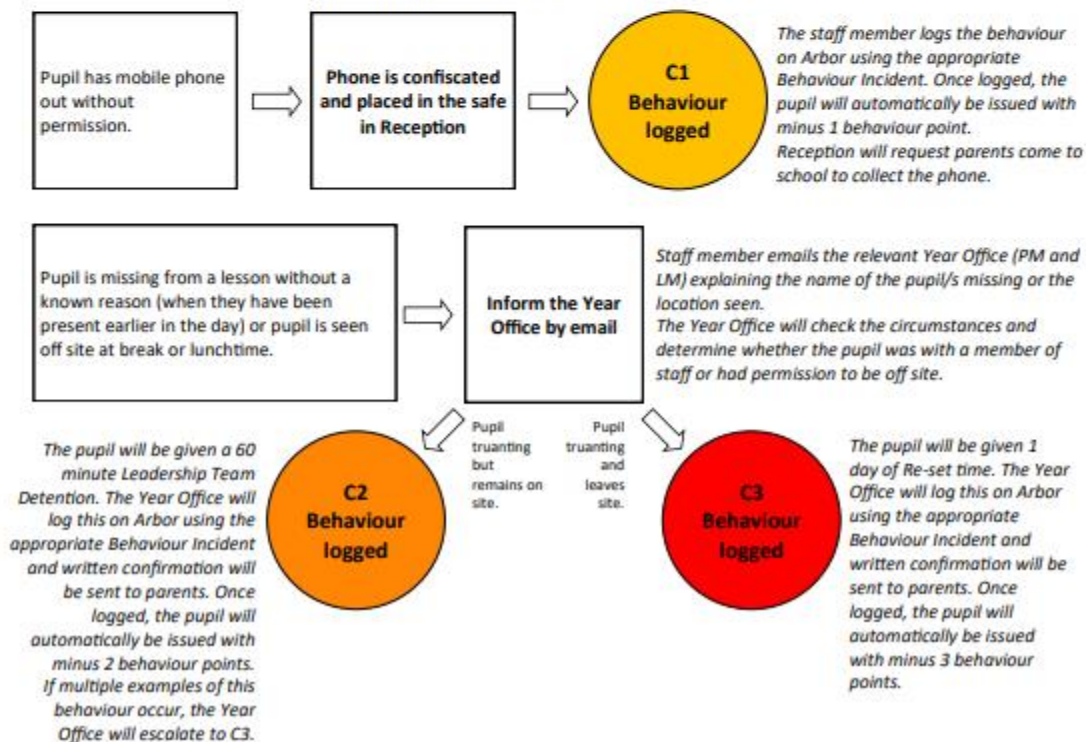 Pupil has mobile phone
out without
permission.
Phone is confiscated
and placed in the safe
in Reception
C1
Behaviour
logged
The staff member logs the behaviour
on Arbor using the appropriate
Behaviour Incident. Once logged, the
pupil will automatically be issued with
minus 1 behaviour point.
Reception will request parents come to
school to collect the phone.
Pupil is missing from a lesson without a
known reason (when they have been
present earlier in the day) or pupil is seen
off site at break or lunchtime.
Inform the Year
Office by email
Staff member emails the relevant Year Office (PM and
LM) explaining the name of the pupil/s missing or the
location seen.
The Year Office will check the circumstances and
determine whether the pupil was with a member of
staff or had permission to be off site.
The pupil will be given a 60
minute Leadership Team
Detention. The Year Office will
log this on Arbor using the
appropriate Behaviour Incident
and written confirmation will
be sent to parents. Once
logged, the pupil will
automatically be issued with
minus 2 behaviour points.
If multiple examples of this
behaviour occur, the Year
Office will escalate to C3.
C2
Behaviour
logged
Pupil
truanting
but
remains on
site.
Pupil
truanting
and
leaves
site.
C3
Behaviour
logged
The pupil will be given 1
day of Re-set time. The Year
Office will log this on Arbor
using the appropriate
Behaviour Incident and
written confirmation will be
sent to parents. Once
logged, the pupil will
automatically be issued
with minus 3 behaviour
points.